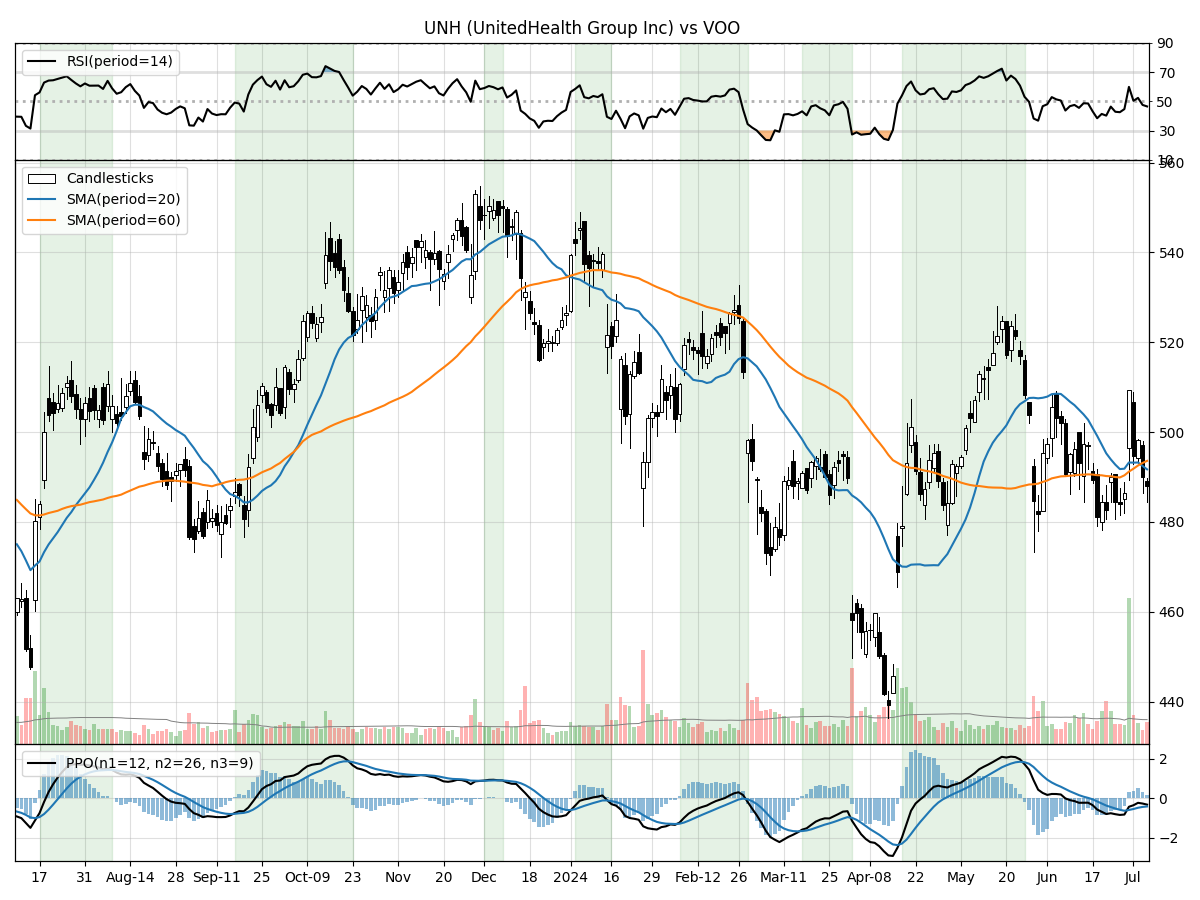 UNH (UnitedHealth Group Inc) vs VOO
RSI(period=14)
90
70
50
30
10
Candlesticks
SMA(period=20)
SMA(period=60)
560
540
520
500
480
460
440
PPO(n1=12, n2=26, n3=9)
2
0
−2
17 31 Aug-14 28 Sep-11 25 Oct-09 23 Nov 20 Dec 18 2024 16 29 Feb-12 26 Mar-11 25 Apr-08 22 May 20 Jun 17 Jul